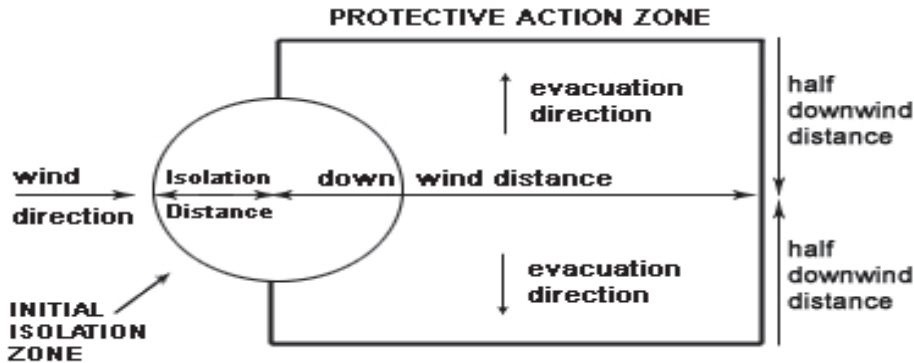 PROTECTIVE ACTION ZONE
evacuation
direction
half
downwind
distance
wind
direction
Isolation
Distance
down wind distance
evacuation
direction
half
downwind
distance
INITIAL
ISOLATION
ZONE